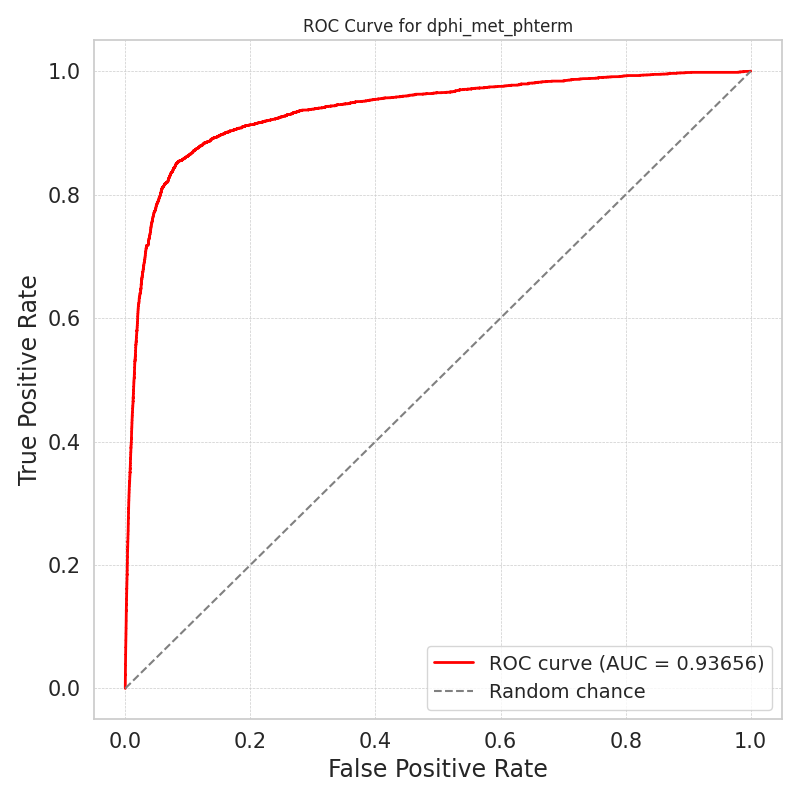 ROC Curve for dphi_met_phterm
1.0
0.8
0.6
0.4
0.2
0.0
True Positive Rate
ROC curve (AUC = 0.93656)
Random chance
0.0 0.2 0.4 0.6 0.8 1.0
False Positive Rate